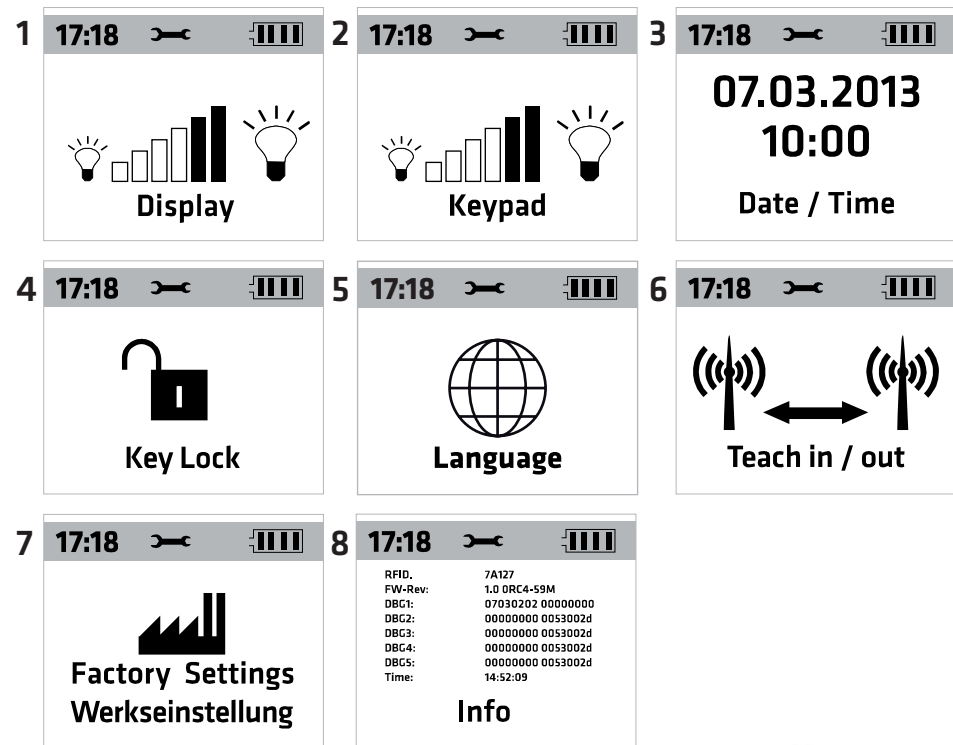 1 17:18
Display
2 17:18
Keypad
3 17:18
07.03.2013
10:00
Date / Time
4 17:18
Key Lock
5 17:18
Language
6 17:18
Teach in / out
7 17:18
Factory Settings
Werkseinstellung
8 17:18
RFID. 7A127
FW-Rev: 1.0 0RC4-59M
DBG1: 07030202 00000000
DBG2: 00000000 0053002d
DBG3: 00000000 0053002d
DBG4: 00000000 0053002d
DBG5: 00000000 0053002d
Time: 14:52:09
Info